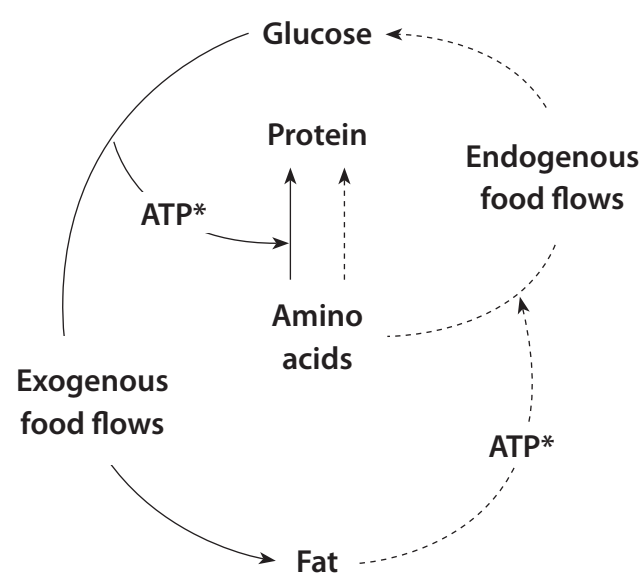 Glucose
Protein
Endogenous
food flows
ATP*
Amino
acids
Exogenous
food flows
ATP*
Fat